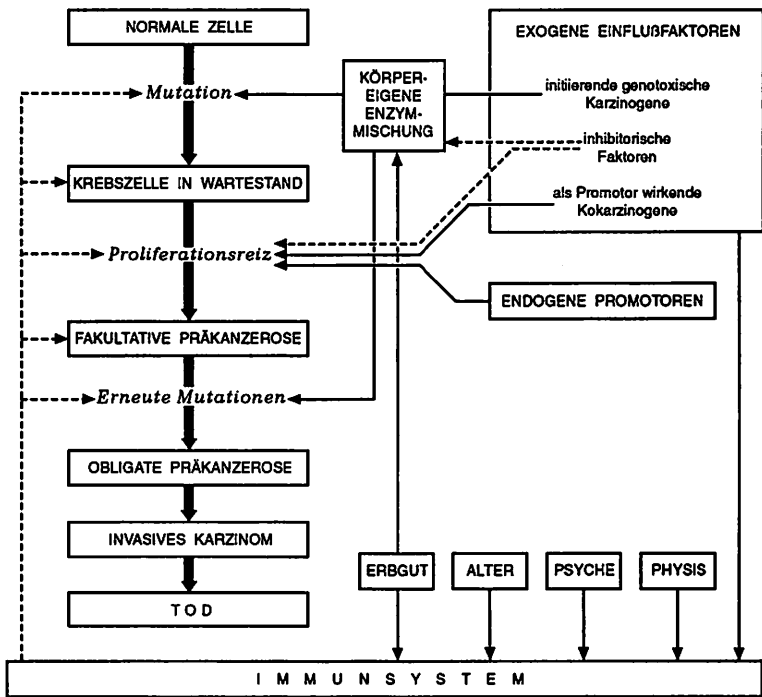 NORMALE ZELLE
Mutation
KREBSZELLE IN WARTESTAND
Proliferationsreiz
FAKULTATIVE PRÄKANZEROSE
Erneute Mutationen
OBLIGATE PRÄKANZEROSE
INVASIVES KARZINOM
TOD
KÖRPER-
EIGENE
ENZYM-
MISCHUNG
EXOGENE EINFLUßFAKTOREN
initiierende genotoxische
Karzinogene
inhibitorische
Faktoren
als Promotor wirkende
Kokarzinogene
ENDOGENE PROMOTOREN
ERBGUT
ALTER
PSYCHE
PHYSIS
IMMUNSYSTEM